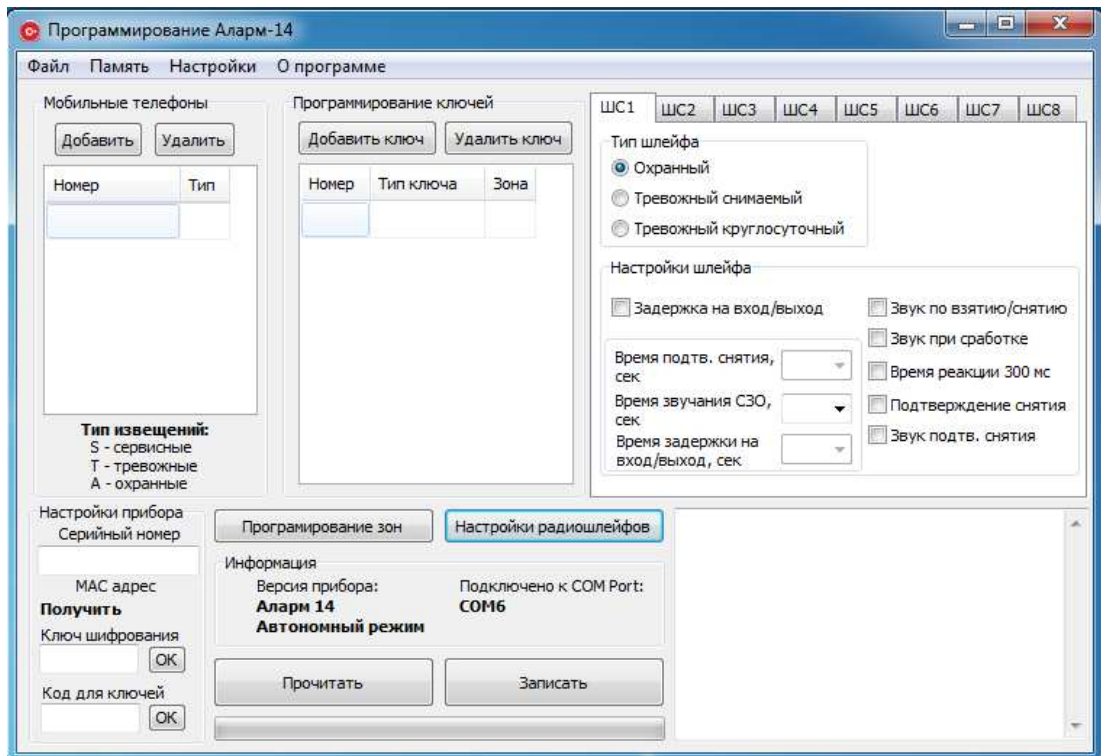 Программирование Аларм-14
Файл Память Настройки О программе
Мобильные телефоны
Добавить Удалить
Номер Тип
Тип извещений:
S - сервисные
T - тревожные
A - охранные
Программирование ключей
Добавить ключ Удалить ключ
Номер Тип ключа Зона
ШС1 ШС2 ШС3 ШС4 ШС5 ШС6 ШС7 ШС8
Тип шлейфа
Охранный
Тревожный снимаемый
Тревожный круглосуточный
Настройки шлейфа
Задержка на вход/выход
Время подтв. снятия,
сек
Время звучания СЗО,
сек
Время задержки на
вход/выход, сек
Звук по взятию/снятию
Звук при сработке
Время реакции 300 мс
Подтверждение снятия
Звук подтв. снятия
Настройки прибора
Серийный номер
МАС адрес
Получить
Ключ шифрования
OK
Код для ключей
OK
Програмирование зон
Настройки радиошлейфов
Информация
Версия прибора:
Аларм 14
Автономный режим
Подключено к COM Port:
COM6
Прочитать
Записать